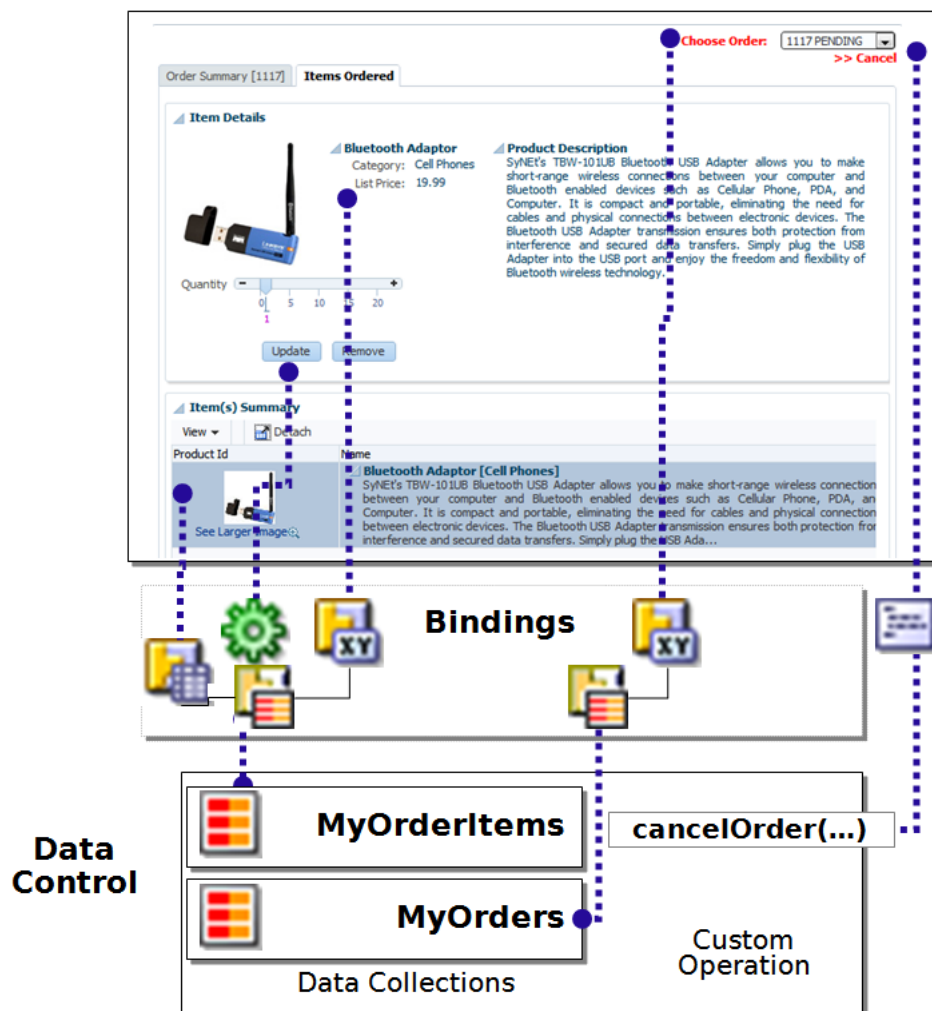 Choose Order: 1117 PENDING
>> Cancel
Order Summary [1117] Items Ordered
Item Details
Bluetooth Adaptor
Category: Cell Phones
List Price: 19.99
Product Description
SyNEt's TBW-101UB Bluetooth USB Adapter allows you to make
short-range wireless connections between your computer and
Bluetooth enabled devices such as Cellular Phone, PDA, and
Computer. It is compact and portable, eliminating the need for
cables and physical connections between electronic devices. The
Bluetooth USB Adapter transmission ensures both protection from
interference and secured data transfers. Simply plug the USB
Adapter into the USB port and enjoy the freedom and flexibility of
Bluetooth wireless technology.
Quantity - +
0 5 10 15 20
1
Update Remove
Item(s) Summary
View Detach
Product Id Name
Bluetooth Adaptor [Cell Phones]
SyNEt's TBW-101UB Bluetooth USB Adapter allows you to make short-range wireless connection
between your computer and Bluetooth enabled devices such as Cellular Phone, PDA, an
Computer. It is compact and portable, eliminating the need for cables and physical connection
between electronic devices. The Bluetooth USB Adapter transmission ensures both protection fror
interference and secured data transfers. Simply plug the USB Ada...
See Larger Image
Bindings
XY
XY
Data
Control
MyOrderItems
cancelOrder(...)
MyOrders
Custom
Operation
Data Collections